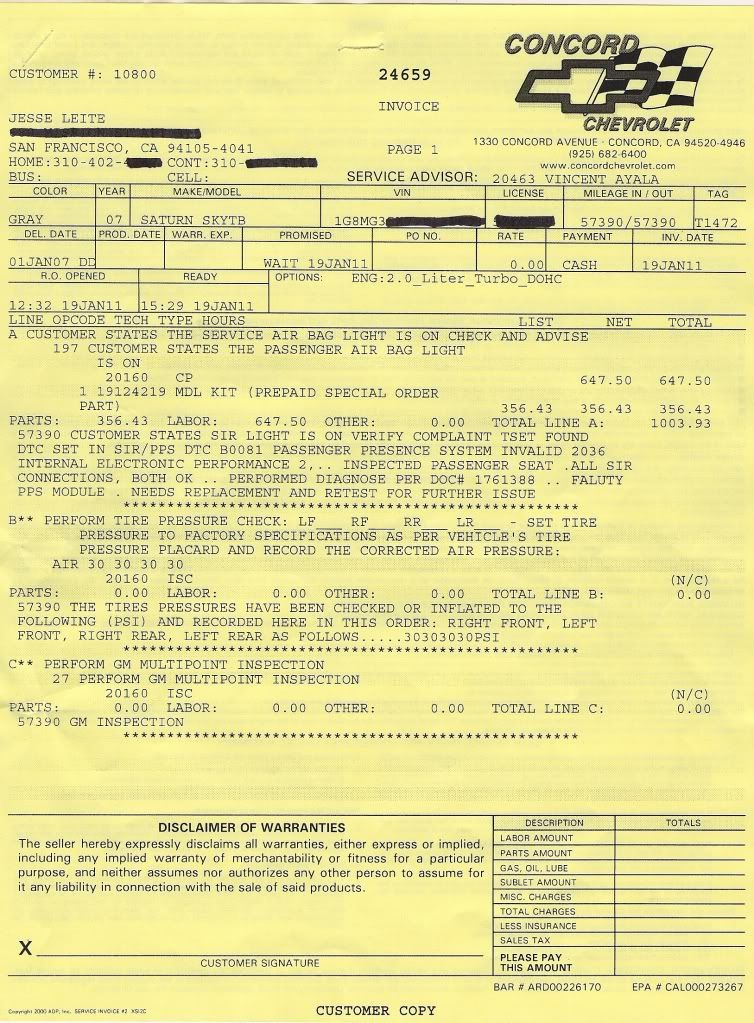 CONCORD
CHEVROLET
CUSTOMER #: 10800
24659
INVOICE
JESSE LEITE
SAN FRANCISCO, CA 94105-4041
PAGE 1
1330 CONCORD AVENUE · CONCORD, CA 94520-4946
(925) 682-6400
www.concordchevrolet.com
HOME:310-402- CONT:310-
BUS: CELL:
SERVICE ADVISOR: 20463 VINCENT AYALA
COLOR YEAR MAKE/MODEL VIN LICENSE MILEAGE IN / OUT TAG
GRAY 07 SATURN SKYTB 1G8MG3 57390/57390 T1472
DEL. DATE PROD. DATE WARR. EXP. PROMISED PO NO. RATE PAYMENT INV. DATE
01JAN07 DD WAIT 19JAN11 0.00 CASH 19JAN11
R.O. OPENED READY OPTIONS: ENG:2.0_Liter_Turbo_DOHC
12:32 19JAN11 15:29 19JAN11
LINE OPCODE TECH TYPE HOURS LIST NET TOTAL
A CUSTOMER STATES THE SERVICE AIR BAG LIGHT IS ON CHECK AND ADVISE
197 CUSTOMER STATES THE PASSENGER AIR BAG LIGHT
IS ON
20160 CP 647.50 647.50
1 19124219 MDL KIT (PREPAID SPECIAL ORDER
PART) 356.43 356.43 356.43
PARTS: 356.43 LABOR: 647.50 OTHER: 0.00 TOTAL LINE A: 1003.93
57390 CUSTOMER STATES SIR LIGHT IS ON VERIFY COMPLAINT TSET FOUND
DTC SET IN SIR/PPS DTC B0081 PASSENGER PRESENCE SYSTEM INVALID 2036
INTERNAL ELECTRONIC PERFORMANCE 2,.. INSPECTED PASSENGER SEAT .ALL SIR
CONNECTIONS, BOTH OK .. PERFORMED DIAGNOSE PER DOC# 1761388 .. FALUTY
PPS MODULE . NEEDS REPLACEMENT AND RETEST FOR FURTHER ISSUE
****************************************************
B** PERFORM TIRE PRESSURE CHECK: LF___ RF___ RR___ LR___ - SET TIRE
PRESSURE TO FACTORY SPECIFICATIONS AS PER VEHICLE'S TIRE
PRESSURE PLACARD AND RECORD THE CORRECTED AIR PRESSURE:
AIR 30 30 30 30
20160 ISC (N/C)
PARTS: 0.00 LABOR: 0.00 OTHER: 0.00 TOTAL LINE B: 0.00
57390 THE TIRES PRESSURES HAVE BEEN CHECKED OR INFLATED TO THE
FOLLOWING (PSI) AND RECORDED HERE IN THIS ORDER: RIGHT FRONT, LEFT
FRONT, RIGHT REAR, LEFT REAR AS FOLLOWS.....30303030PSI
****************************************************
C** PERFORM GM MULTIPOINT INSPECTION
27 PERFORM GM MULTIPOINT INSPECTION
20160 ISC (N/C)
PARTS: 0.00 LABOR: 0.00 OTHER: 0.00 TOTAL LINE C: 0.00
57390 GM INSPECTION
****************************************************
DISCLAIMER OF WARRANTIES
The seller hereby expressly disclaims all warranties, either express or implied,
including any implied warranty of merchantability or fitness for a particular
purpose, and neither assumes nor authorizes any other person to assume for
it any liability in connection with the sale of said products.
X
CUSTOMER SIGNATURE
DESCRIPTION TOTALS
LABOR AMOUNT
PARTS AMOUNT
GAS, OIL, LUBE
SUBLET AMOUNT
MISC. CHARGES
TOTAL CHARGES
LESS INSURANCE
SALES TAX
PLEASE PAY
THIS AMOUNT
BAR # ARD00226170 EPA # CAL000273267
Copyright 2000 ADP, Inc. SERVICE INVOICE #2 XSI2C
CUSTOMER COPY